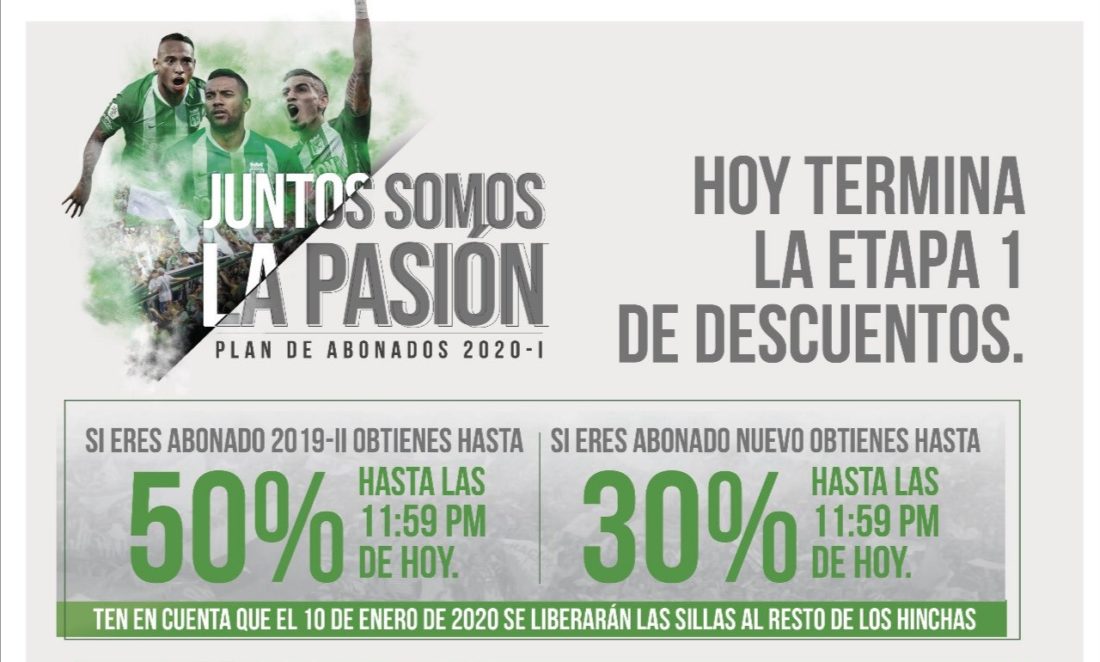 JUNTOS SOMOS
LA PASIÓN
PLAN DE ABONADOS 2020-I
HOY TERMINA
LA ETAPA 1
DE DESCUENTOS.
SI ERES ABONADO 2019-II OBTIENES HASTA
50%
HASTA LAS
11:59 PM
DE HOY.
SI ERES ABONADO NUEVO OBTIENES HASTA
30%
HASTA LAS
11:59 PM
DE HOY.
TEN EN CUENTA QUE EL 10 DE ENERO DE 2020 SE LIBERARÁN LAS SILLAS AL RESTO DE LOS HINCHAS